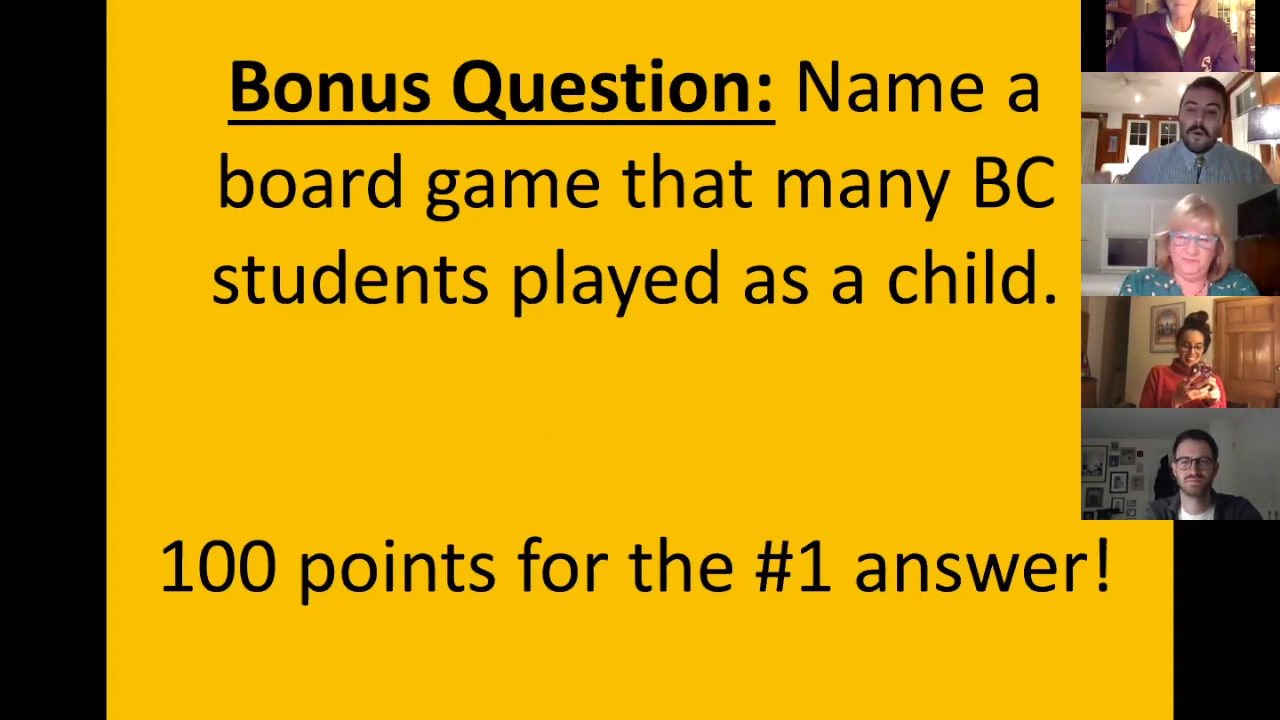 Bonus Question: Name a
board game that many BC
students played as a child.
100 points for the #1 answer!